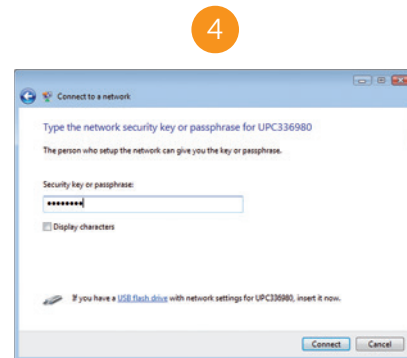 4
Connect to a network
Type the network security key or passphrase for UPC336980
The person who setup the network can give you the key or passphrase.
Security key or passphrase:
••••••••
Display characters
If you have a USB flash drive with network settings for UPC336980, insert it now.
Connect Cancel